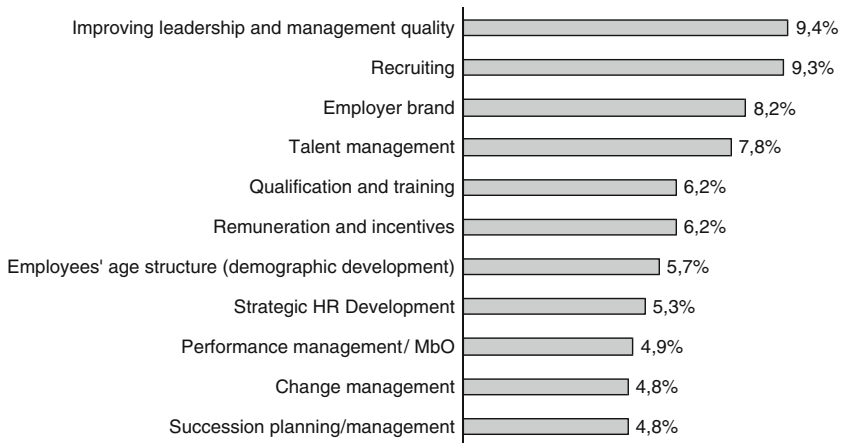 Improving leadership and management quality 9,4%
Recruiting 9,3%
Employer brand 8,2%
Talent management 7,8%
Qualification and training 6,2%
Remuneration and incentives 6,2%
Employees' age structure (demographic development) 5,7%
Strategic HR Development 5,3%
Performance management/ MbO 4,9%
Change management 4,8%
Succession planning/management 4,8%